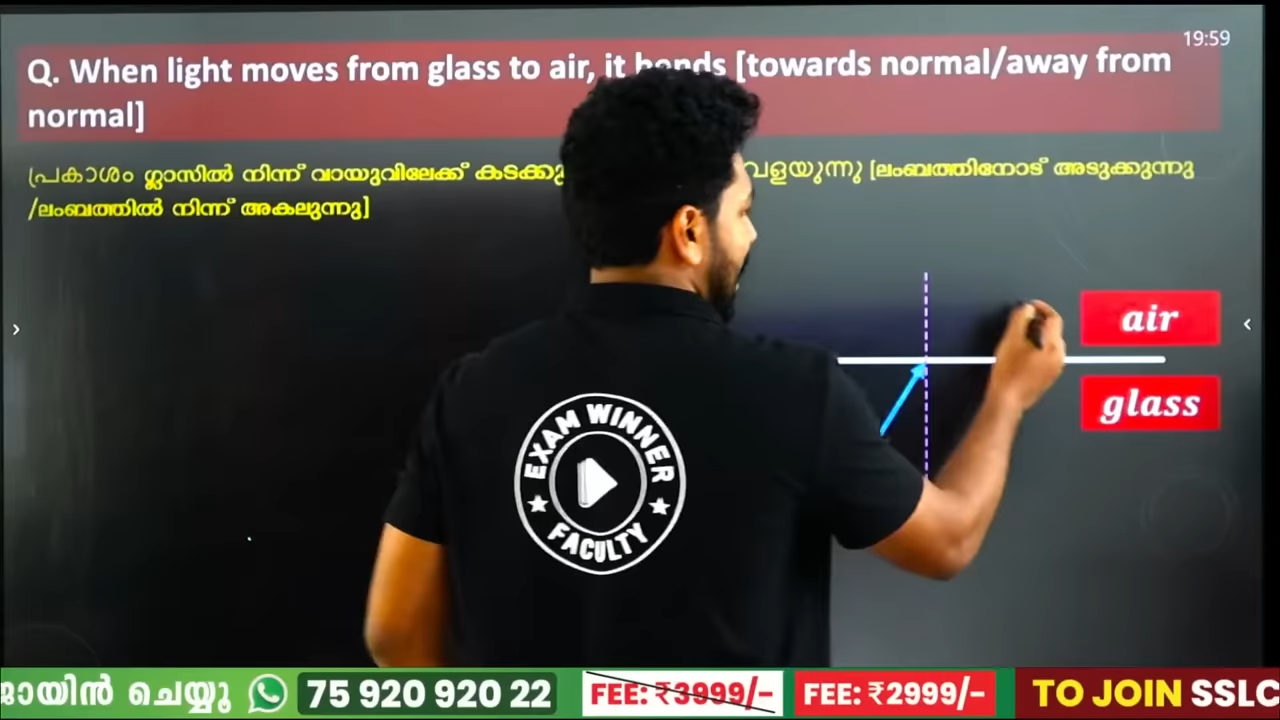 19:59
Q. When light moves from glass to air, it bends [towards normal/away from
normal]
പ്രകാശം ഗ്ലാസിൽ നിന്ന് വായുവിലേക്ക് വളയുന്നു [ലംബത്തിനോട് അടുക്കുന്നു
/ലംബത്തിൽ നിന്ന് അകലുന്നു]
air
glass
EXAM WINNER
FACULTY
ജോയിൻ ചെയ്യു 75 920 920 22 FEE: ₹3999/- FEE: ₹2999/- TO JOIN SSLC